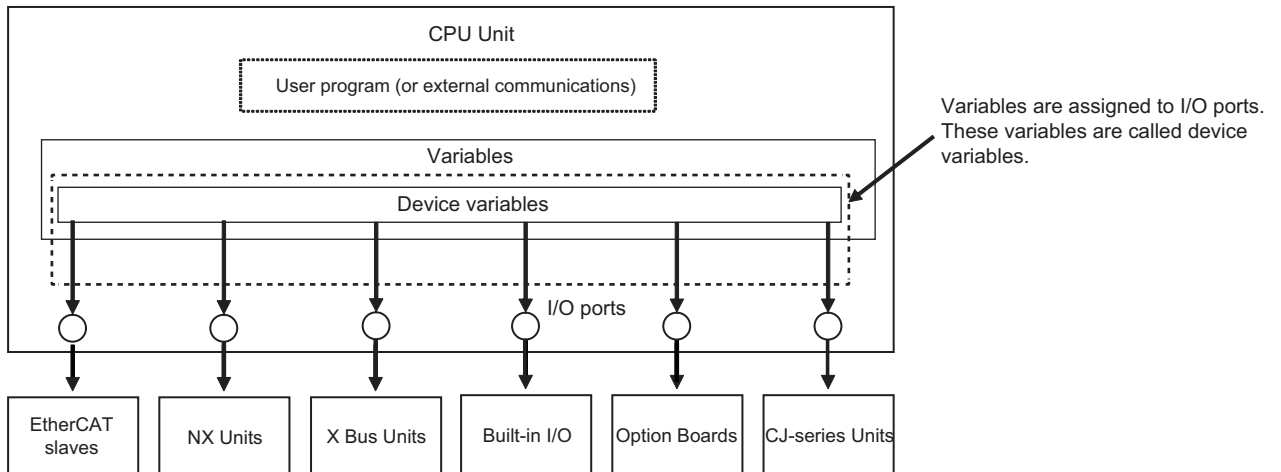 CPU Unit
User program (or external communications)
Variables are assigned to I/O ports.
These variables are called device
variables.
Variables
Device variables
I/O ports
EtherCAT
slaves
NX Units
X Bus Units
Built-in I/O
Option Boards
CJ-series Units